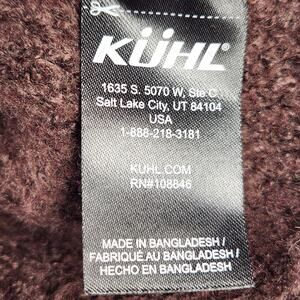 KÜHL®
1635 S. 5070 W, Ste C
Salt Lake City, UT 84104
USA
1-888-218-3181
KUHL.COM
RN#108846
MADE IN BANGLADESH /
FABRIQUÉ AU BANGLADESH /
HECHO EN BANGLADESH